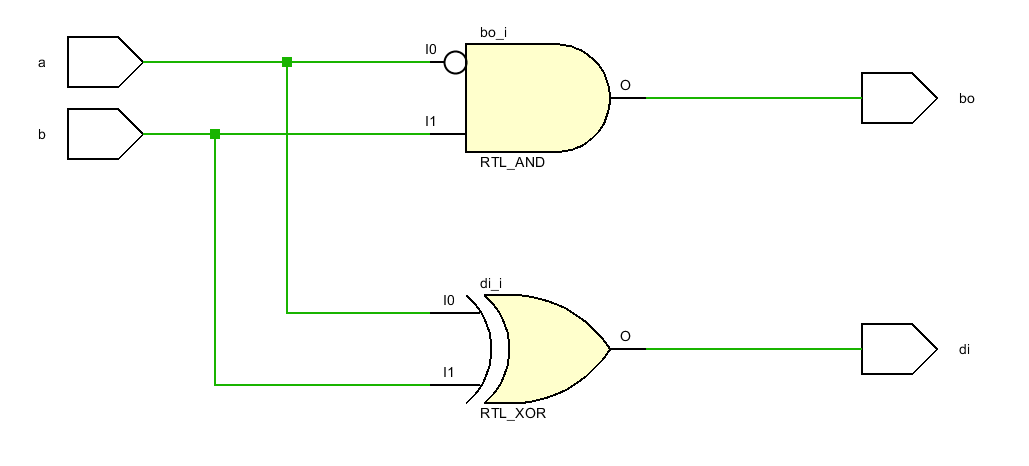 bo_i
a
I0
O
bo
b
I1
RTL_AND
di_i
I0
O
di
I1
RTL_XOR